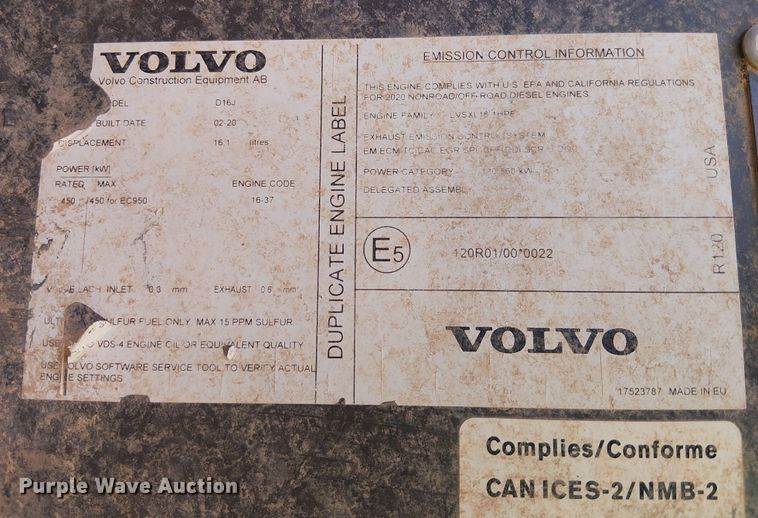 VOLVO
Volvo Construction Equipment AB
DEL D16J
BUILT DATE 02-20
DISPLACEMENT 16.1 litres
POWER [kW]
RATED MAX ENGINE CODE
450 /450 for EC950 16-37
LASH INLET 0.3 mm EXHAUST 0.6 mm
SULFUR FUEL ONLY, MAX 15 PPM SULFUR
VDS-4 ENGINE OIL OR EQUIVALENT QUALITY
USE VOLVO SOFTWARE SERVICE TOOL TO VERIFY ACTUAL
ENGINE SETTINGS
DUPLICATE ENGINE LABEL
EMISSION CONTROL INFORMATION
THIS ENGINE COMPLIES WITH U.S. EPA AND CALIFORNIA REGULATIONS
FOR 2020 NONROAD/OFF-ROAD DIESEL ENGINES.
ENGINE FAMILY
EXHAUST EMISSION CONTROL SYSTEM
POWER CATEGORY
DELEGATED ASSEMBLY
USA
E5
120R01/00*0022
R120
VOLVO
17523787 MADE IN EU
Complies/Conforme
CAN ICES-2/NMB-2
Purple Wave Auction